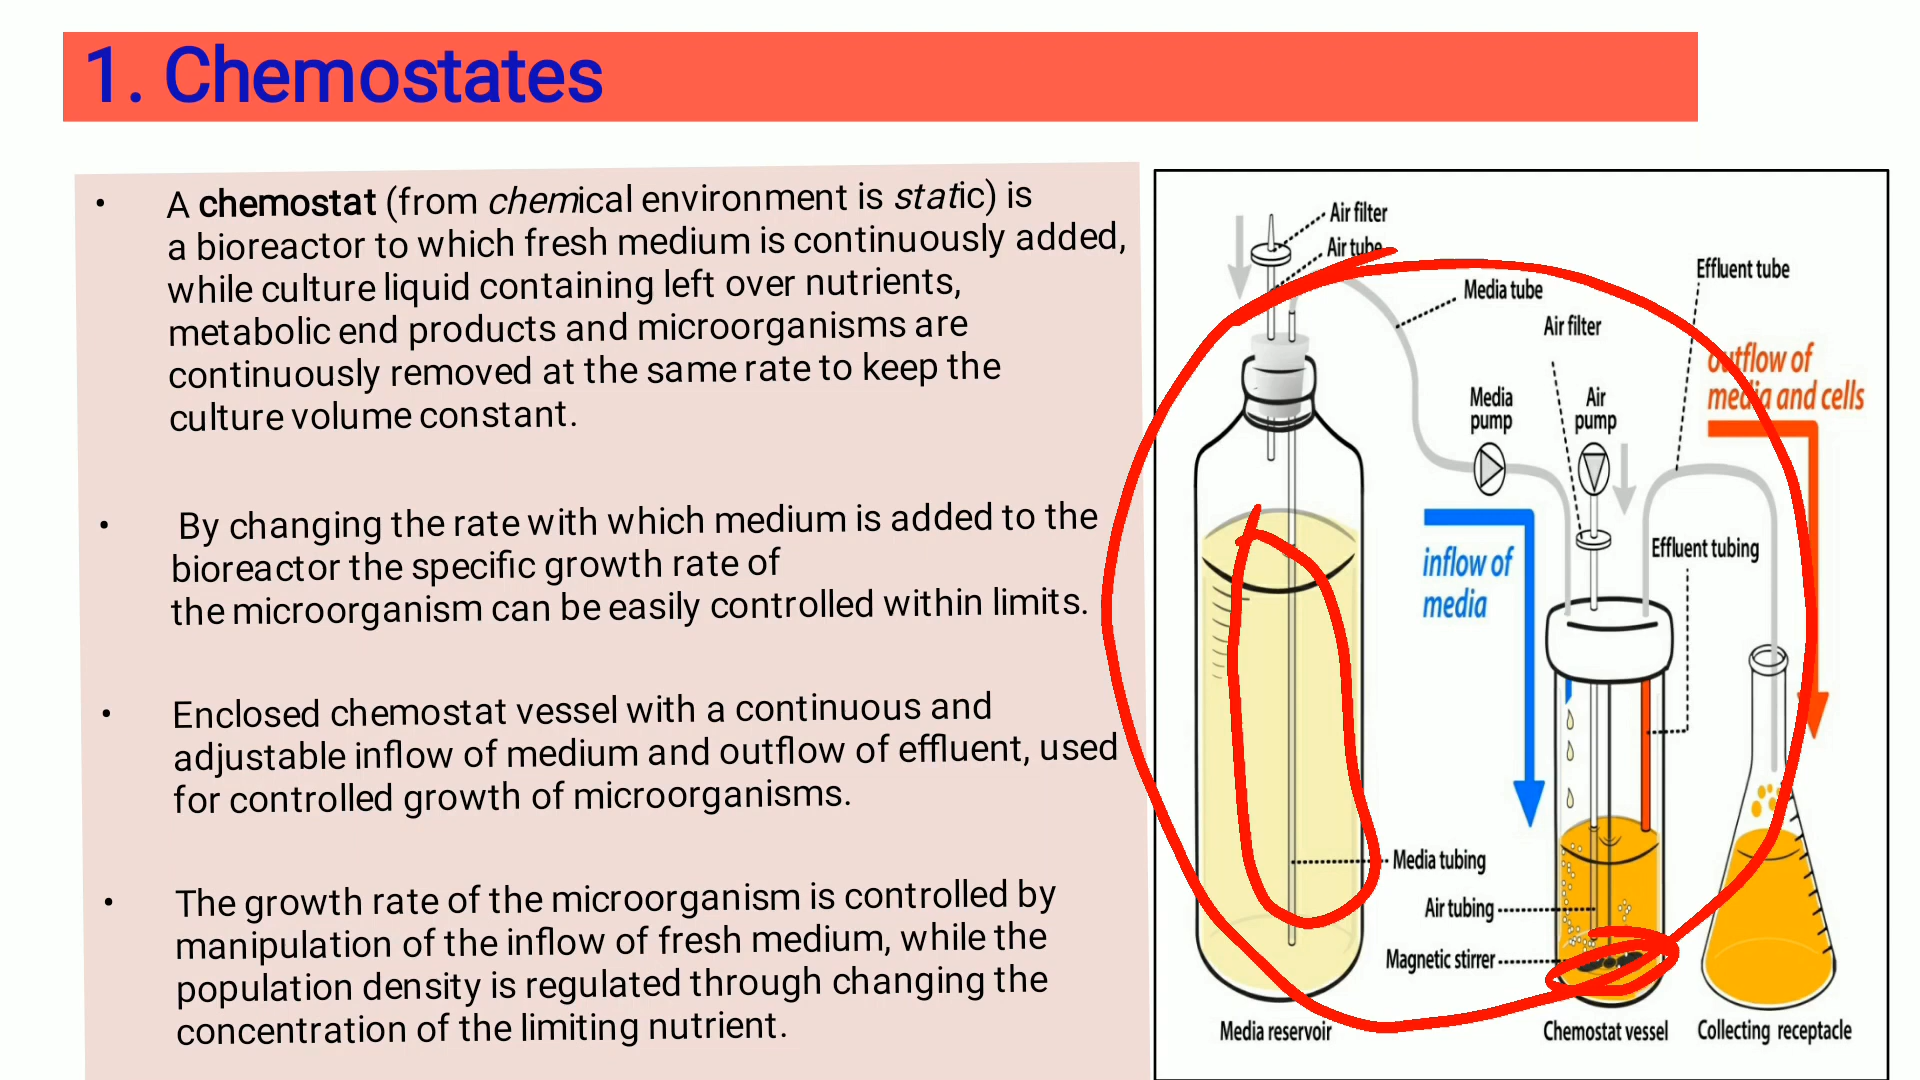 1. Chemostates
• A chemostat (from chemical environment is static) is
a bioreactor to which fresh medium is continuously added,
while culture liquid containing left over nutrients,
metabolic end products and microorganisms are
continuously removed at the same rate to keep the
culture volume constant.
• By changing the rate with which medium is added to the
bioreactor the specific growth rate of
the microorganism can be easily controlled within limits.
• Enclosed chemostat vessel with a continuous and
adjustable inflow of medium and outflow of effluent, used
for controlled growth of microorganisms.
• The growth rate of the microorganism is controlled by
manipulation of the inflow of fresh medium, while the
population density is regulated through changing the
concentration of the limiting nutrient.
Air filter
Air tube
Media tube
Effluent tube
Air filter
outflow of
media and cells
Media
pump
Air
pump
inflow of
media
Effluent tubing
Media tubing
Air tubing
Magnetic stirrer
Media reservoir
Chemostat vessel
Collecting receptacle